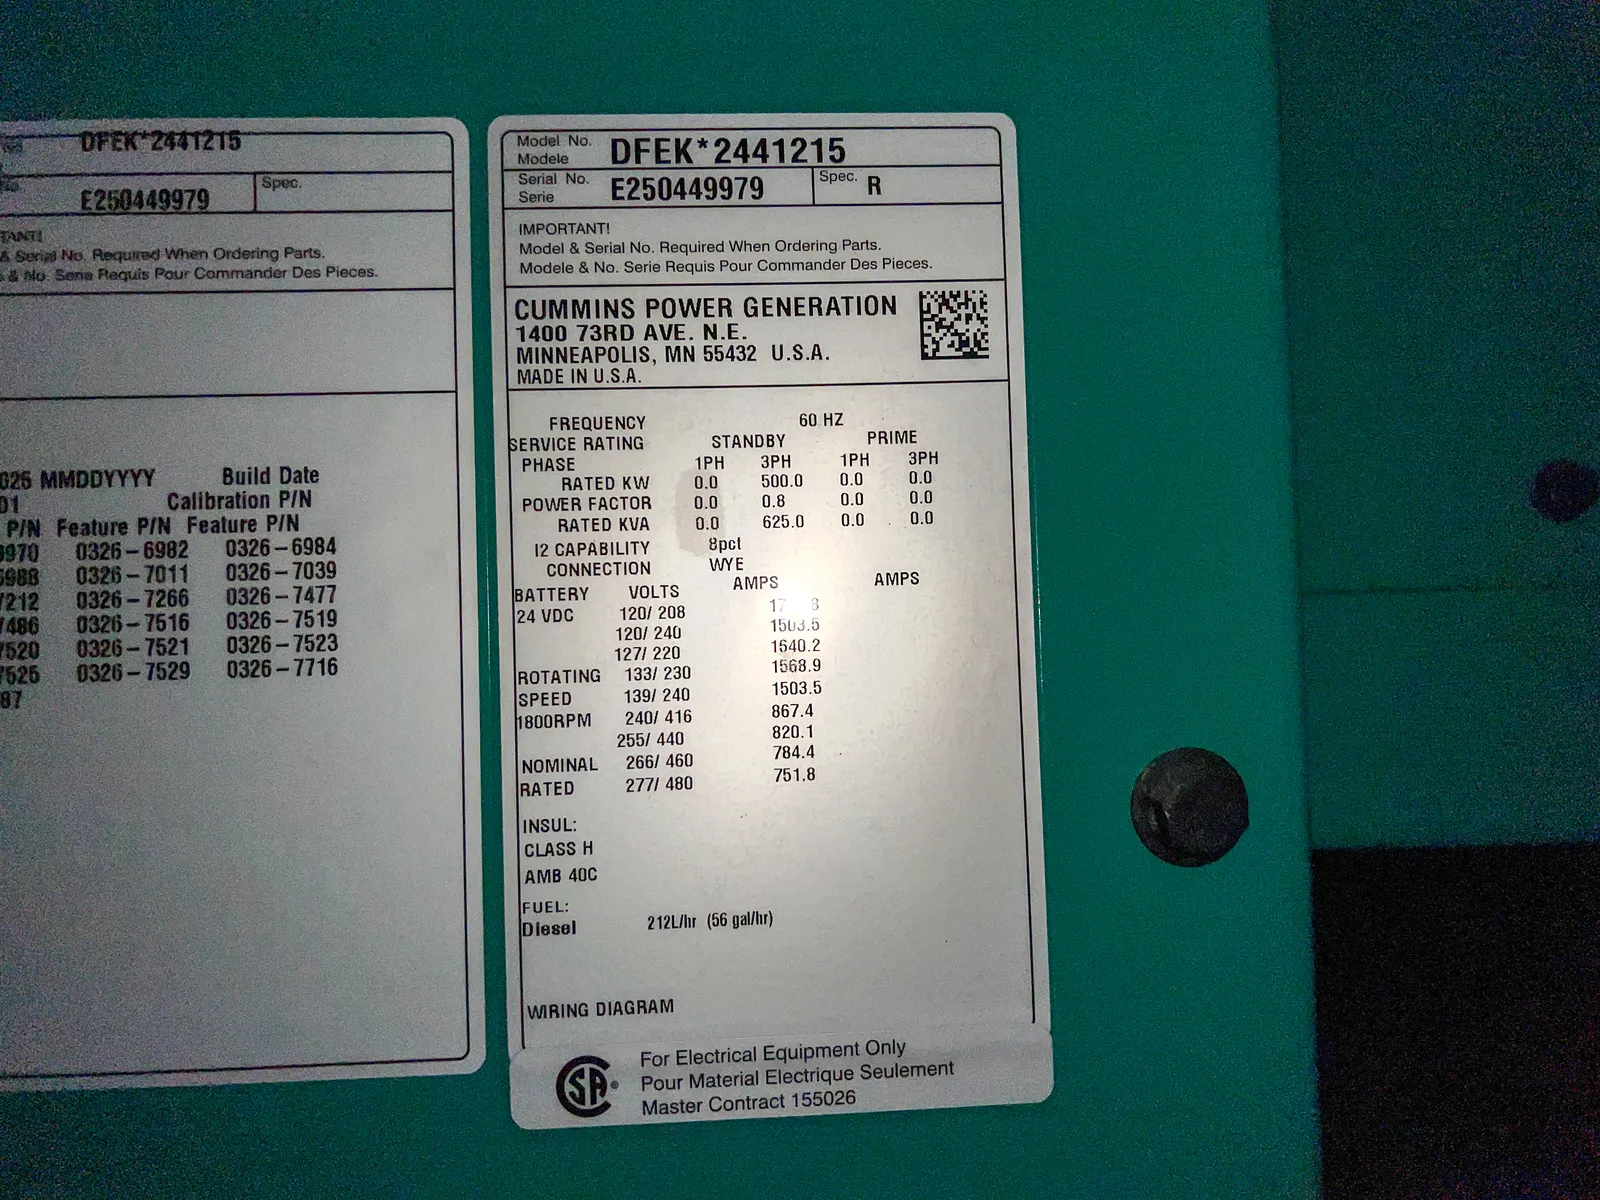 DFEK*2441215
E250449979
Spec.
& Serial No. Required When Ordering Parts.
& No. Serie Requis Pour Commander Des Pieces.
MMDDYYYY Build Date
Calibration P/N
P/N Feature P/N Feature P/N
0326-6982 0326-6984
0326-7011 0326-7039
0326-7266 0326-7477
0326-7516 0326-7519
0326-7521 0326-7523
0326-7529 0326-7716
87
Model No. DFEK*2441215
Modele
Serial No. E250449979 Spec. R
Serie
IMPORTANT!
Model & Serial No. Required When Ordering Parts.
Modele & No. Serie Requis Pour Commander Des Pieces.
CUMMINS POWER GENERATION
1400 73RD AVE. N.E.
MINNEAPOLIS, MN 55432 U.S.A.
MADE IN U.S.A.
FREQUENCY 60 HZ
SERVICE RATING STANDBY PRIME
PHASE 1PH 3PH 1PH 3PH
RATED KW 0.0 500.0 0.0 0.0
POWER FACTOR 0.0 0.8 0.0 0.0
RATED KVA 0.0 625.0 0.0 0.0
I2 CAPABILITY 8pct
CONNECTION WYE
BATTERY VOLTS AMPS AMPS
24 VDC 120/ 208
120/ 240 1503.5
127/ 220 1640.2
ROTATING 133/ 230 1568.9
SPEED 139/ 240 1503.5
1800RPM 240/ 416 867.4
255/ 440 820.1
NOMINAL 266/ 460 784.4
RATED 277/ 480 751.8
INSUL:
CLASS H
AMB 40C
FUEL:
Diesel 212L/hr (56 gal/hr)
WIRING DIAGRAM
SA
For Electrical Equipment Only
Pour Material Electrique Seulement
Master Contract 155026